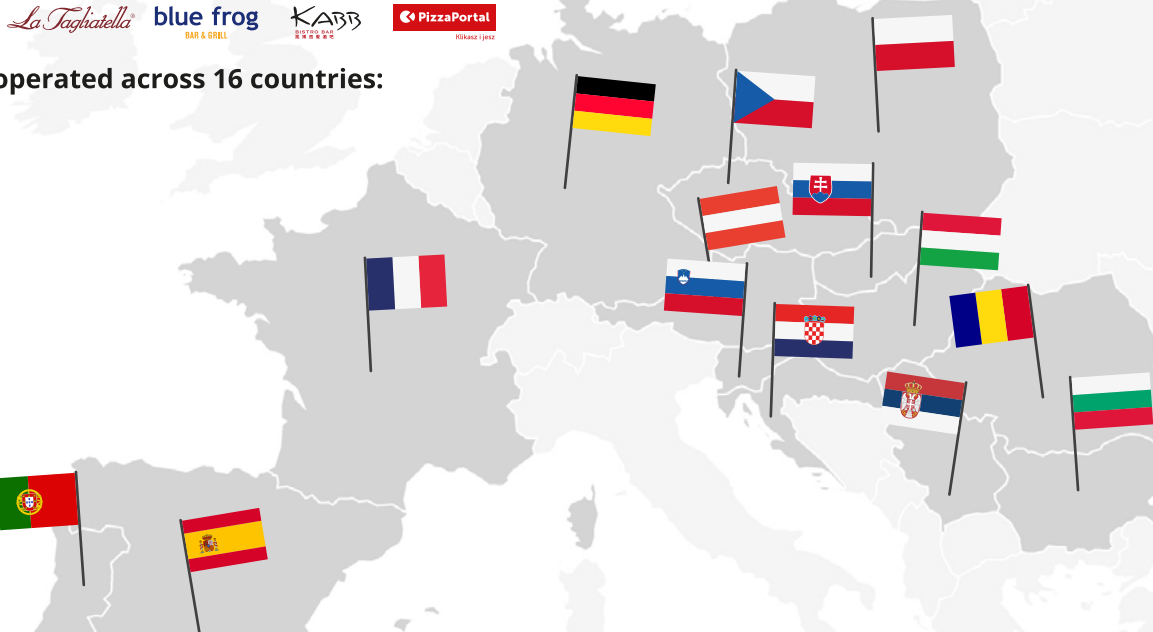 La Tagliatella
blue frog
BAR & GRILL
KABB
BISTRO BAR
PizzaPortal
Klikasz i jesz
operated across 16 countries: